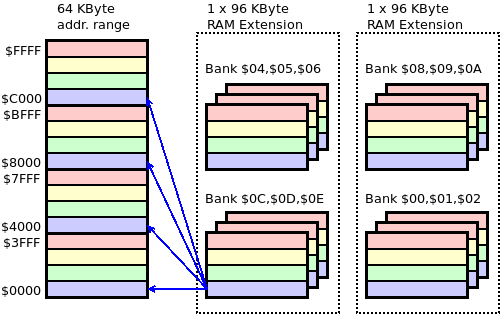 64 KByte
addr. range
1 x 96 KByte
RAM Extension
1 x 96 KByte
RAM Extension
$FFFF
$C000
$BFFF
$8000
$7FFF
$4000
$3FFF
$0000
Bank $04,$05,$06
Bank $08,$09,$0A
Bank $0C,$0D,$0E
Bank $00,$01,$02